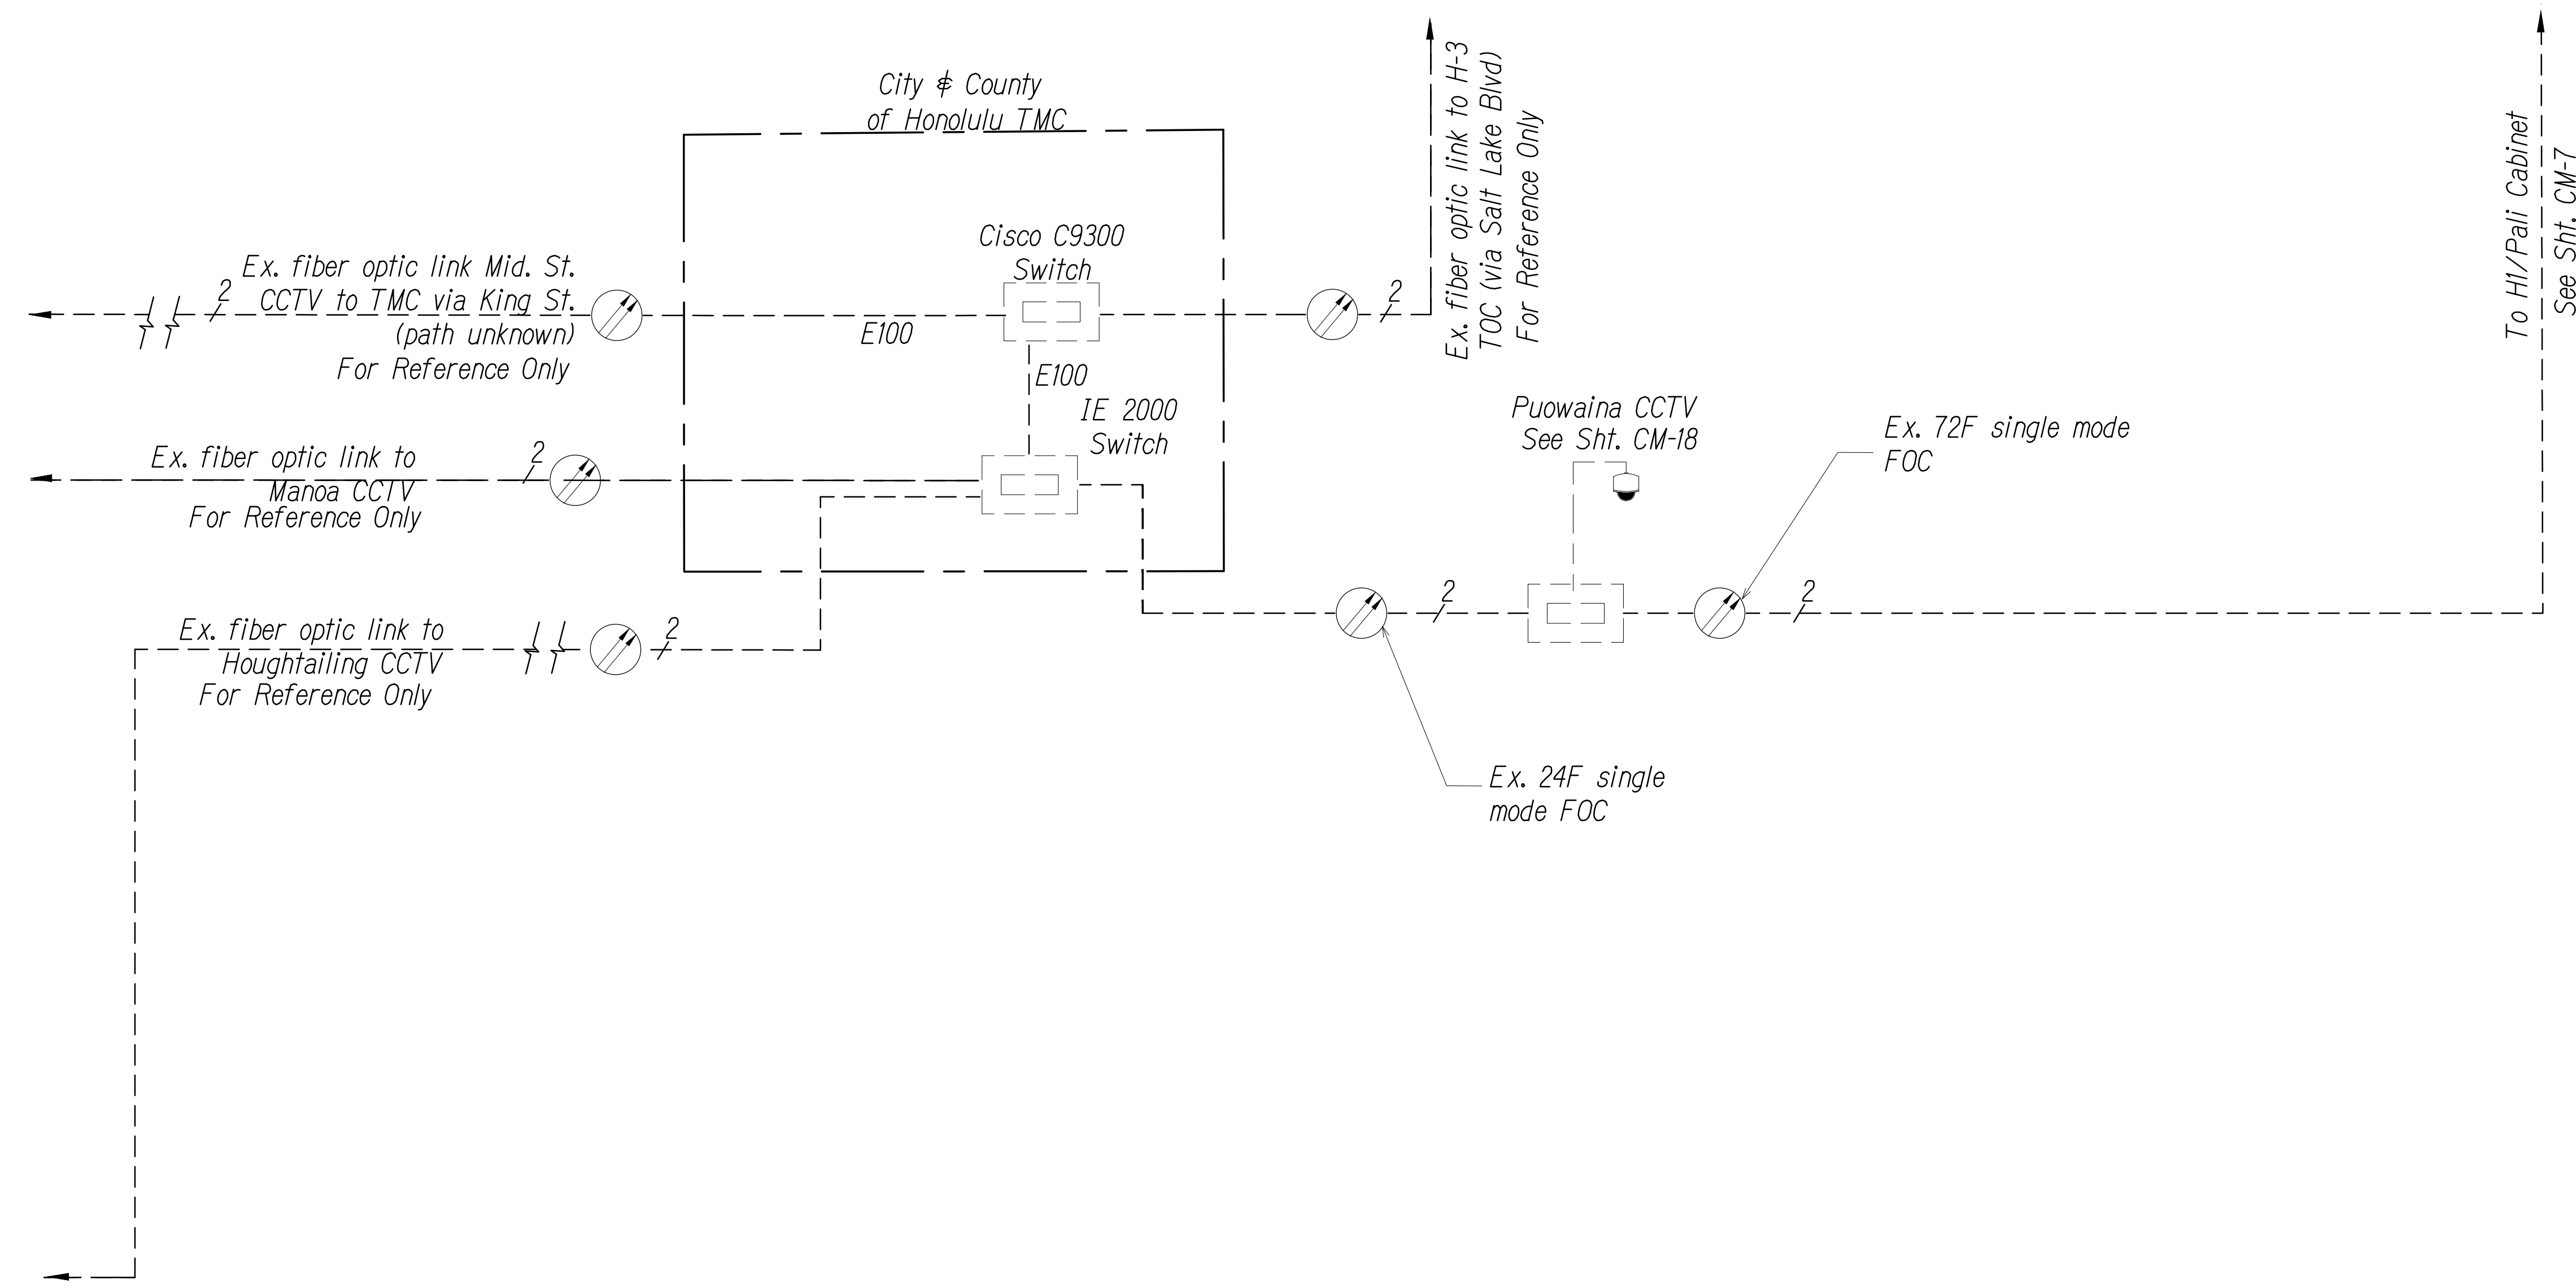 City & County
of Honolulu TMC
Ex. fiber optic link to H-3
TOC (via Salt Lake Blvd)
For Reference Only
To H1/Pali Cabinet
See Sht. CM-7
Cisco C9300
Switch
Ex. fiber optic link Mid. St.
CCTV to TMC via King St.
(path unknown)
For Reference Only
2
E100
2
E100
IE 2000
Switch
Ex. fiber optic link to
Manoa CCTV
For Reference Only
2
Puowaina CCTV
See Sht. CM-18
Ex. 72F single mode
FOC
2
2
Ex. fiber optic link to
Houghtailing CCTV
For Reference Only
2
Ex. 24F single
mode FOC